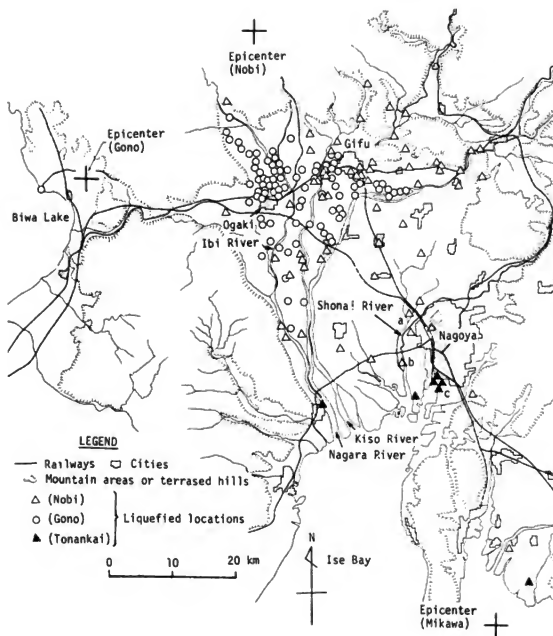 Epicenter
(Nobi)
Epicenter
(Gono)
Gifu
Biwa Lake
Ogaki
Ibi River
Shonai River
a
Nagoya
b
c
Kiso River
Nagara River
LEGEND
Railways
Cities
Mountain areas or terrased hills
(Nobi)
(Gono)
(Tonankai)
Liquefied locations
0 10 20 km
N
Ise Bay
Epicenter
(Mikawa)